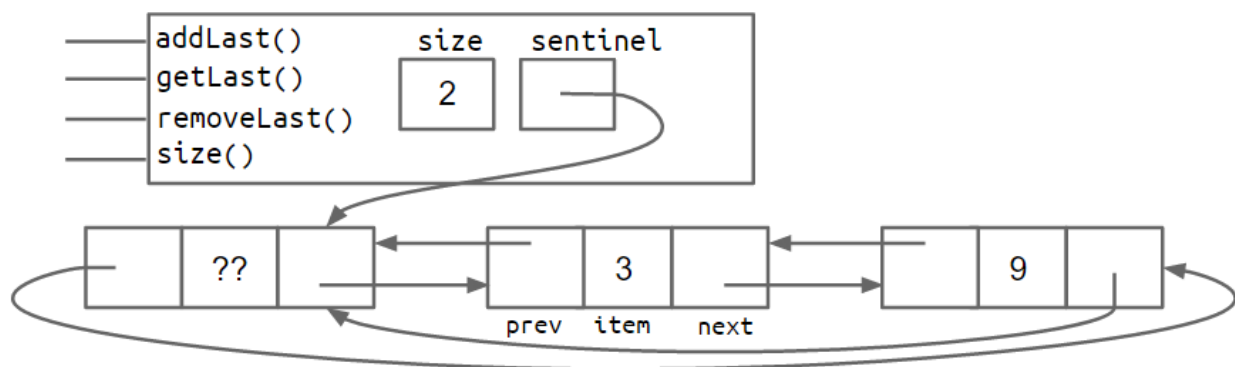 addLast()
getLast()
removeLast()
size()
size sentinel
2
?? 3 9
prev item next